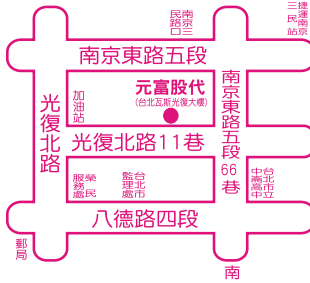 南京三
民路口
捷運南京
三民站
南京東路五段
加油站
元富股代
(台北瓦斯光復大樓)
光復北路
南京東路五段66巷
光復北路11巷
榮民
服務處
台北市
監理處
台北市立
中崙高中
八德路四段
郵局
南